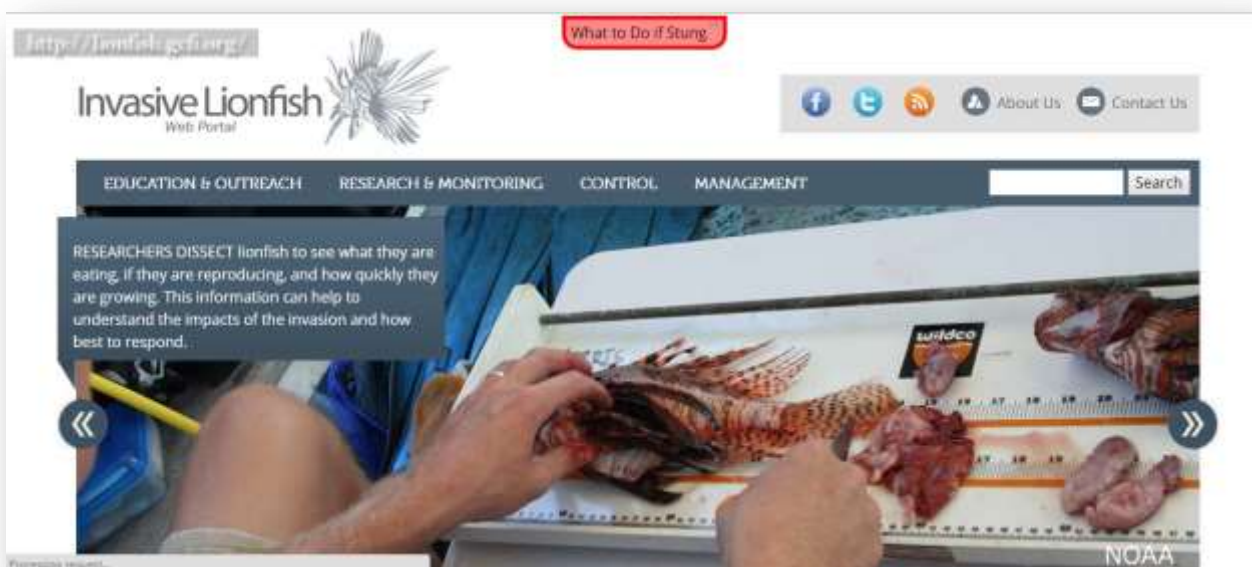 What to Do if Stung
http://lionfish.gcfi.org/
Invasive Lionfish
Web Portal
About Us
Contact Us
EDUCATION & OUTREACH
RESEARCH & MONITORING
CONTROL
MANAGEMENT
Search
RESEARCHERS DISSECT lionfish to see what they are
eating, if they are reproducing, and how quickly they
are growing. This information can help to
understand the impacts of the invasion and how
best to respond.
wildco
NOAA
Processing request...